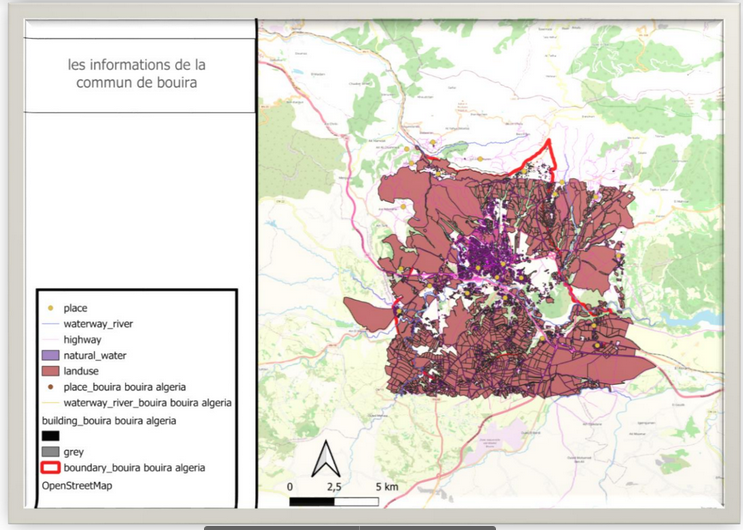 les informations de la
commun de bouira
place
waterway_river
highway
natural_water
landuse
place_bouira bouira algeria
waterway_river_bouira bouira algeria
building_bouira bouira algeria
grey
boundary_bouira bouira algeria
OpenStreetMap
0 2,5 5 km